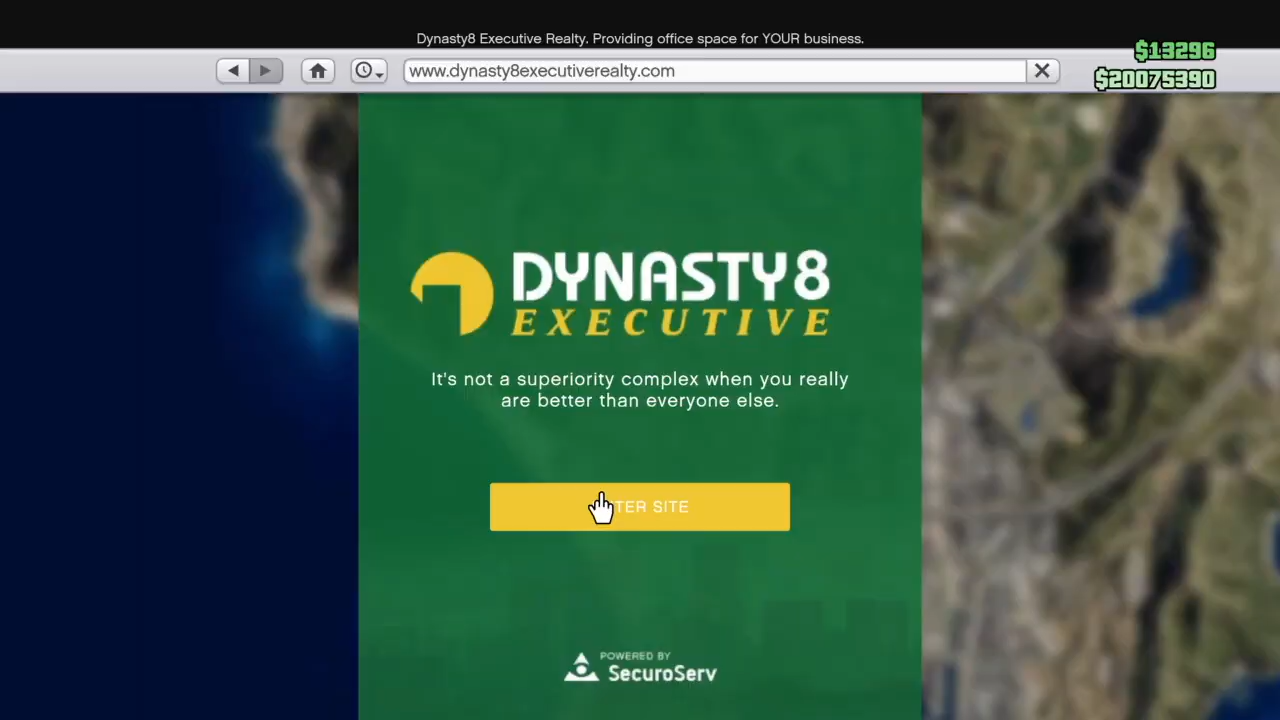 Dynasty8 Executive Realty. Providing office space for YOUR business.
$13296
www.dynasty8executiverealty.com
$20075390
DYNASTY8
EXECUTIVE
It's not a superiority complex when you really
are better than everyone else.
TER SITE
POWERED BY
SecuroServ